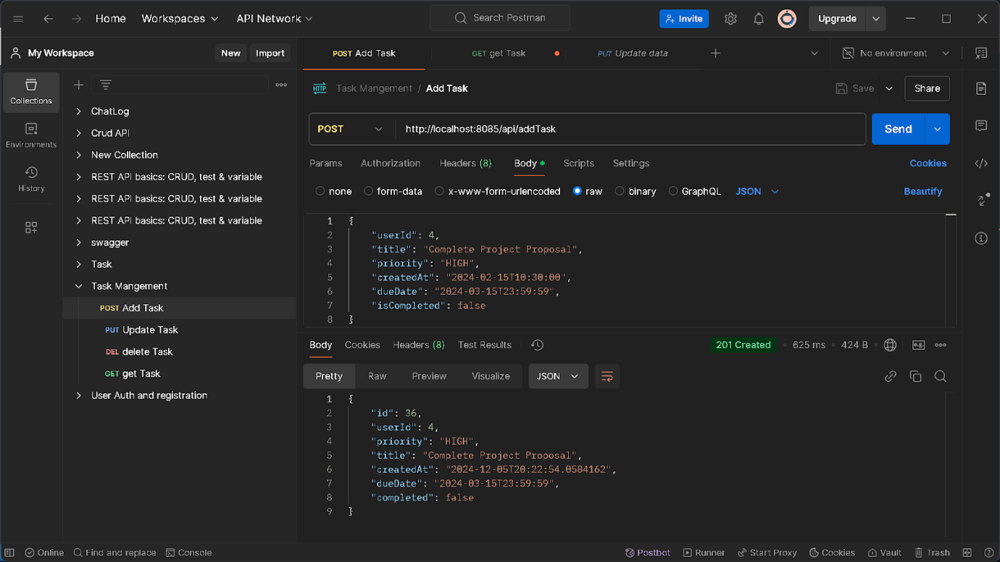 Home Workspaces API Network Search Postman Invite Upgrade
My Workspace New Import POST Add Task GET get Task PUT Update data No environment
Collections
Environments
History
ChatLog
Crud API
New Collection
REST API basics: CRUD, test & variable
REST API basics: CRUD, test & variable
REST API basics: CRUD, test & variable
swagger
Task
Task Mangement
POST Add Task
PUT Update Task
DEL delete Task
GET get Task
User Auth and registration
HTTP Task Mangement / Add Task Save Share
POST http://localhost:8085/api/addTask Send
Params Authorization Headers (8) Body Scripts Settings Cookies
none form-data x-www-form-urlencoded raw binary GraphQL JSON Beautify
1 {
2 "userId": 4,
3 "title": "Complete Project Proposal",
4 "priority": "HIGH",
5 "createdAt": "2024-02-15T10:30:00",
6 "dueDate": "2024-03-15T23:59:59",
7 "isCompleted": false
8 }
Body Cookies Headers (8) Test Results 201 Created 625 ms 424 B e.g.
Pretty Raw Preview Visualize JSON
1 {
2 "id": 36,
3 "userId": 4,
4 "priority": "HIGH",
5 "title": "Complete Project Proposal",
6 "createdAt": "2024-12-05T20:22:54.0584162",
7 "dueDate": "2024-03-15T23:59:59",
8 "completed": false
9 }
Online Find and replace Console Postbot Runner Start Proxy Cookies Vault Trash